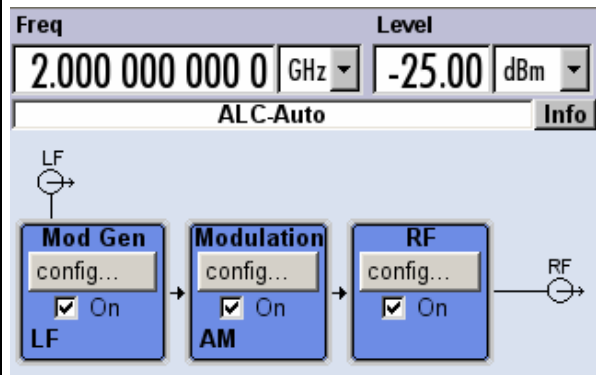 Freq Level
2.000 000 000 0 GHz -25.00 dBm
ALC-Auto Info
LF
Mod Gen Modulation RF
config... config... config... RF
On On On
LF AM